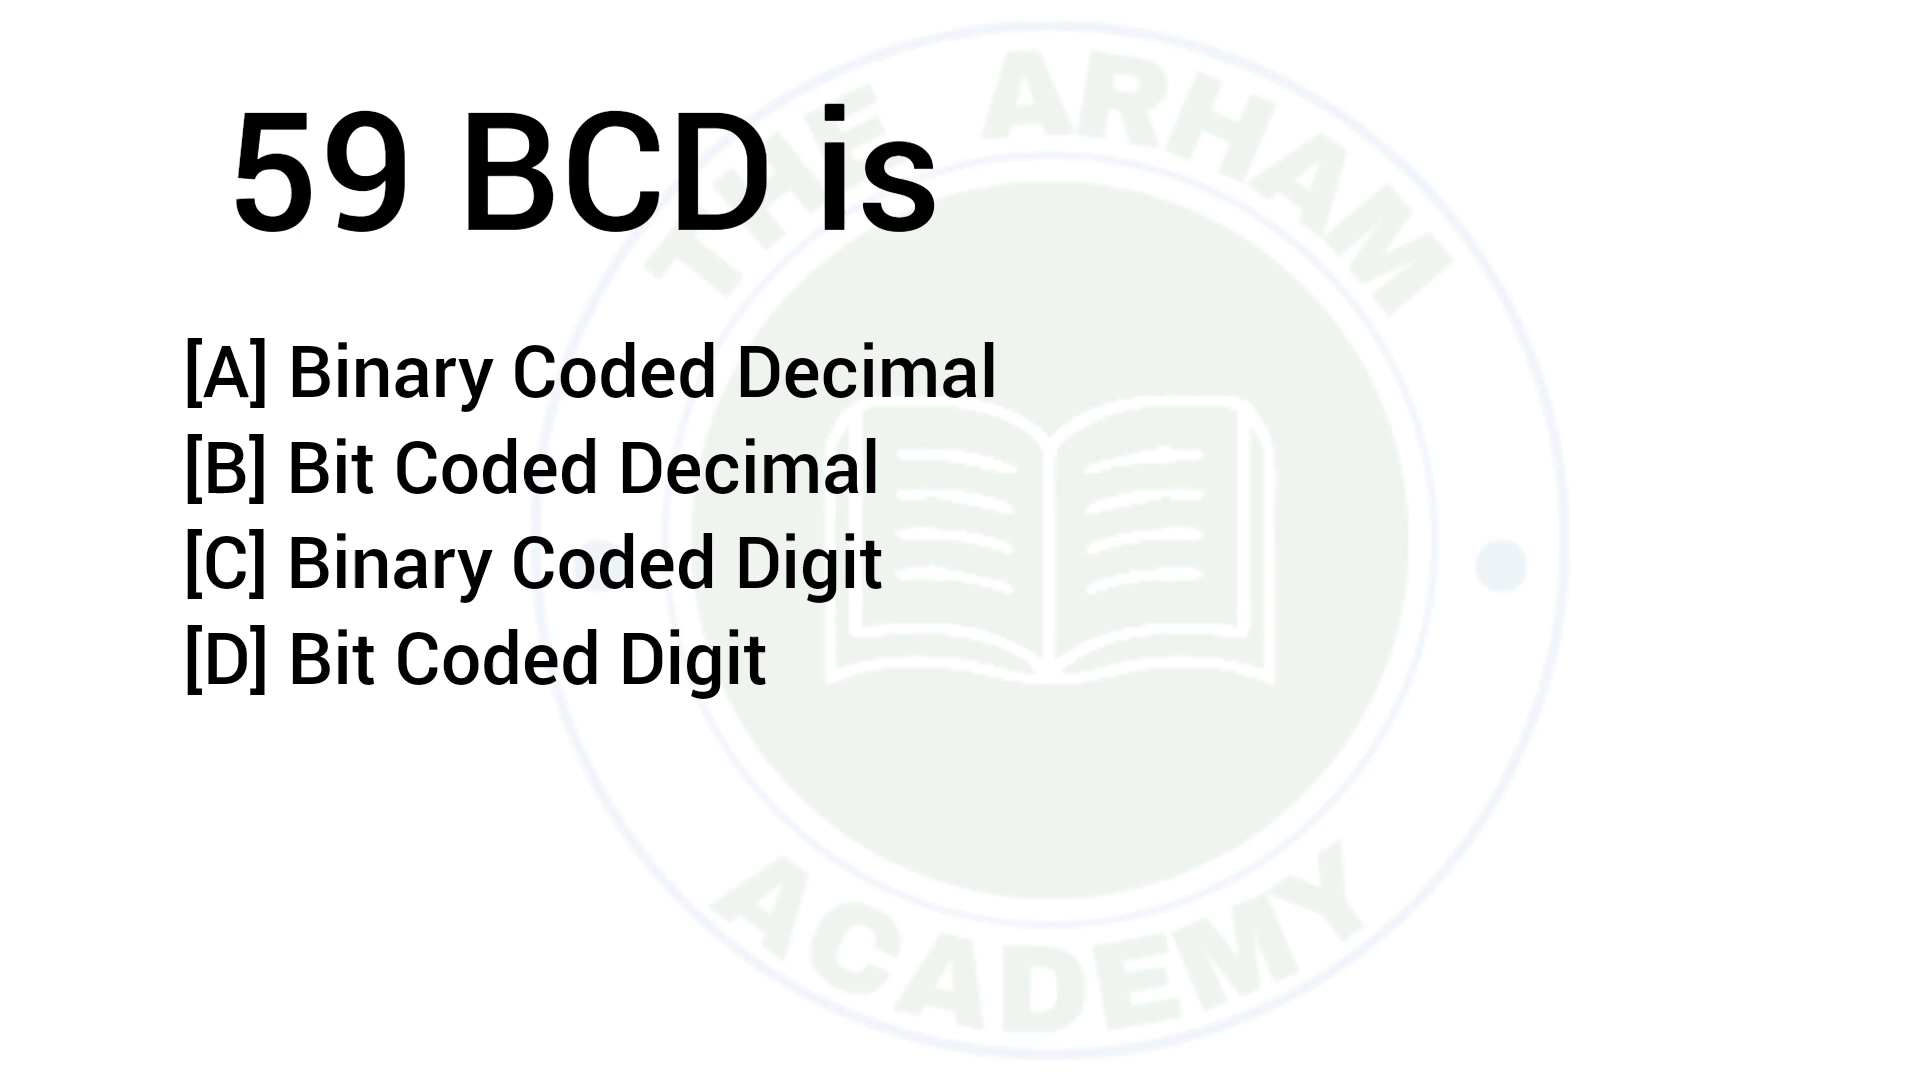 59 BCD is
[A] Binary Coded Decimal
[B] Bit Coded Decimal
[C] Binary Coded Digit
[D] Bit Coded Digit
THE ARHAM
ACADEMY